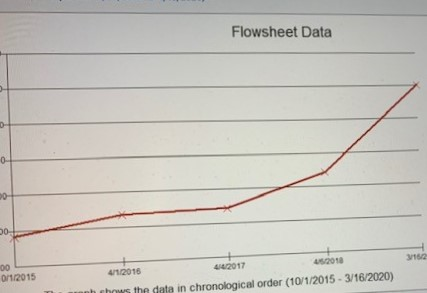 Flowsheet Data
0/1/2015
4/1/2016
4/4/2017
4/5/2018
3/16/2
graph shows the data in chronological order (10/1/2015 - 3/16/2020)